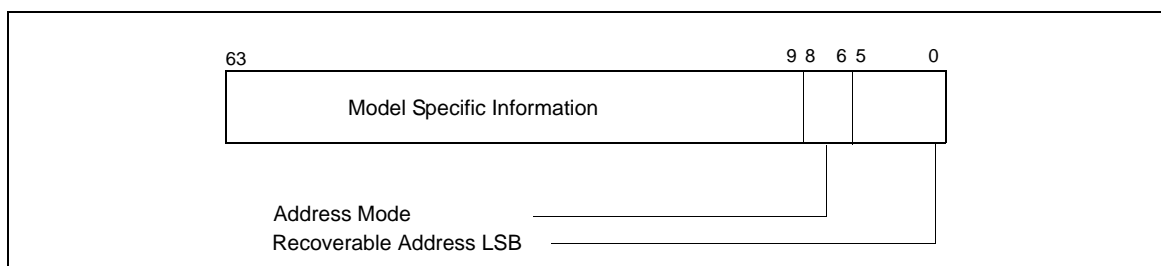 63 9 8 6 5 0
Model Specific Information
Address Mode
Recoverable Address LSB